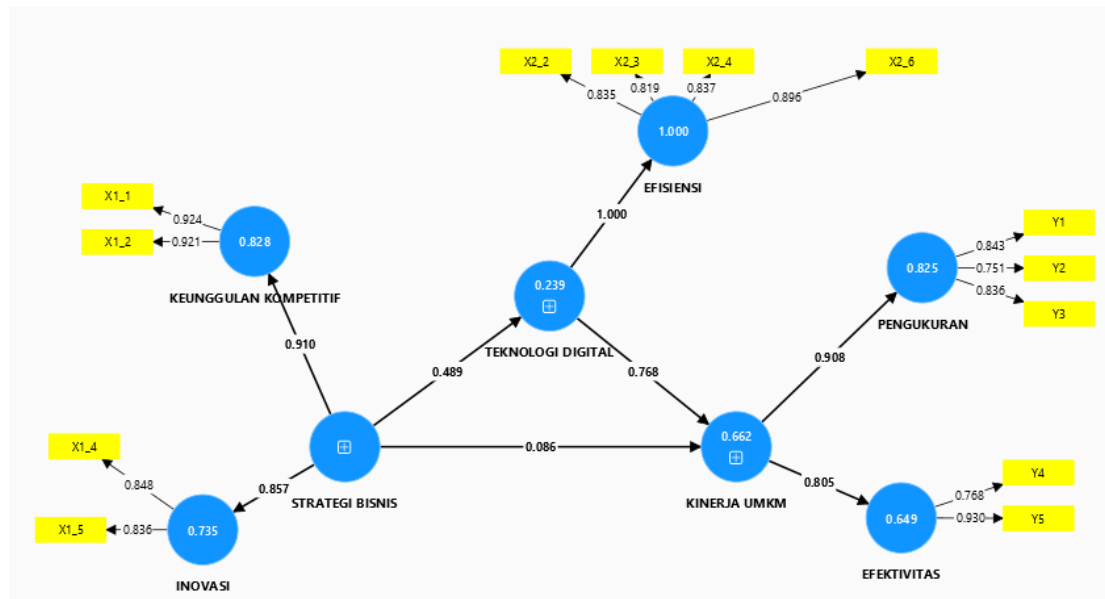 X2_2
X2_3
X2_4
X2_6
0.835
0.819
0.837
0.896
1.000
EFISIENSI
1.000
X1_1
X1_2
0.924
0.921
0.828
KEUNGGULAN KOMPETITIF
0.910
0.239
TEKNOLOGI DIGITAL
0.489
0.768
Y1
Y2
Y3
0.843
0.751
0.836
0.825
PENGUKURAN
0.908
X1_4
X1_5
0.848
0.836
0.735
INOVASI
0.857
STRATEGI BISNIS
0.086
0.662
KINERJA UMKM
0.805
0.649
EFEKTIVITAS
0.768
0.930
Y4
Y5